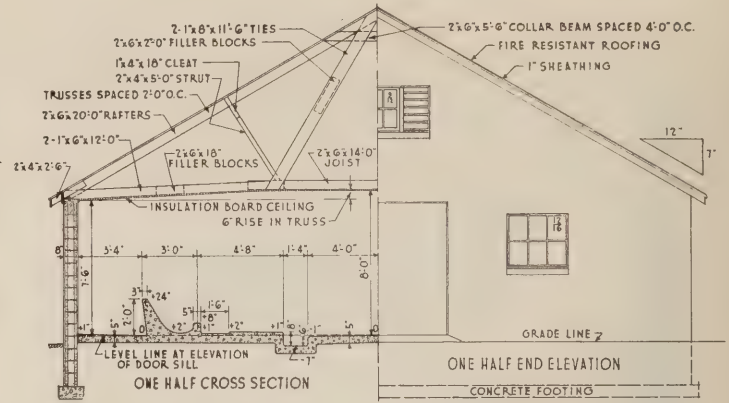 2-1"x8"x11'-6" TIES
2"x6"x2'-0" FILLER BLOCKS
1"x4"x18" CLEAT
2"x4"x5'-0" STRUT
TRUSSES SPACED 2'-0" O.C.
2"x6"x20'-0" RAFTERS
2-1"x6"x12'-0"
2"x6"x18"
FILLER BLOCKS
2"x6"x14'-0"
JOIST
2"x4"x2'-6"
INSULATION BOARD CEILING
6" RISE IN TRUSS
2"x6"x5'-6" COLLAR BEAM SPACED 4'-0" O.C.
FIRE RESISTANT ROOFING
1" SHEATHING
12"
7"
8"
3'-4"
3'-0"
4'-8"
1'-4"
4'-0"
7'-6"
8'-0"
3"
+24"
2'-0"
5"
1'-6"
+8"
+1"
5"
0
+2"
+1"
+2"
8"
6"
-1"
5"
0
-7"
LEVEL LINE AT ELEVATION
OF DOOR SILL
ONE HALF CROSS SECTION
GRADE LINE
ONE HALF END ELEVATION
CONCRETE FOOTING